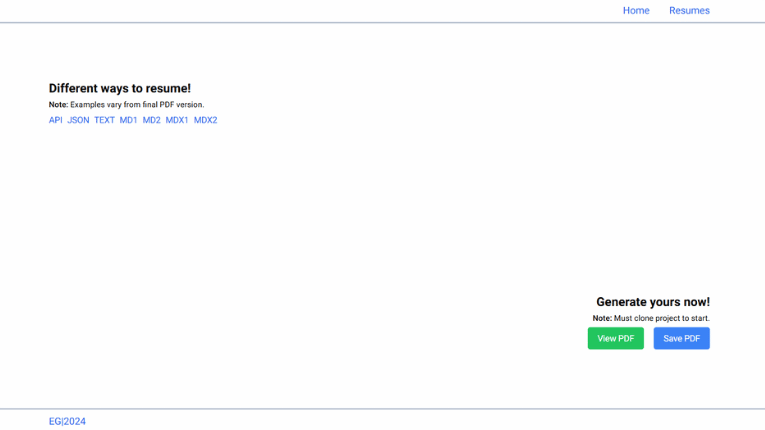 Home Resumes
Different ways to resume!
Note: Examples vary from final PDF version.
API JSON TEXT MD1 MD2 MDX1 MDX2
Generate yours now!
Note: Must clone project to start.
View PDF Save PDF
EG|2024